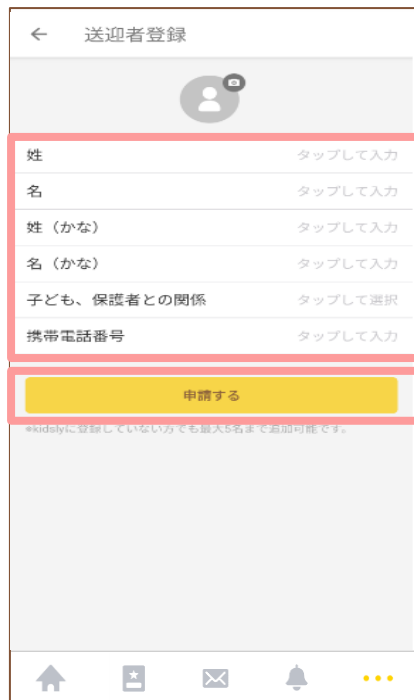 ← 送迎者登録
姓 タップして入力
名 タップして入力
姓（かな） タップして入力
名（かな） タップして入力
子ども、保護者との関係 タップして選択
携帯電話番号 タップして入力
申請する
*kidslyに登録していない方でも最大5名まで追加可能です。